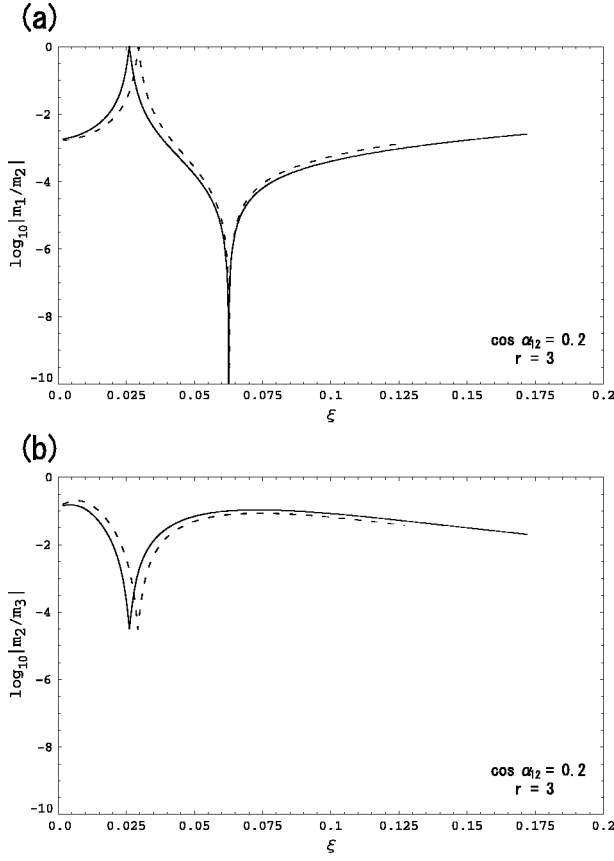 (a)
0
-2
-4
-6
-8
-10
log₁₀|m₁/m₂|
cos α₁₂ = 0.2
r = 3
0.0 0.025 0.05 0.075 0.1 0.125 0.15 0.175 0.2
ξ
(b)
0
-2
-4
-6
-8
-10
log₁₀|m₂/m₃|
cos α₁₂ = 0.2
r = 3
0.0 0.025 0.05 0.075 0.1 0.125 0.15 0.175 0.2
ξ